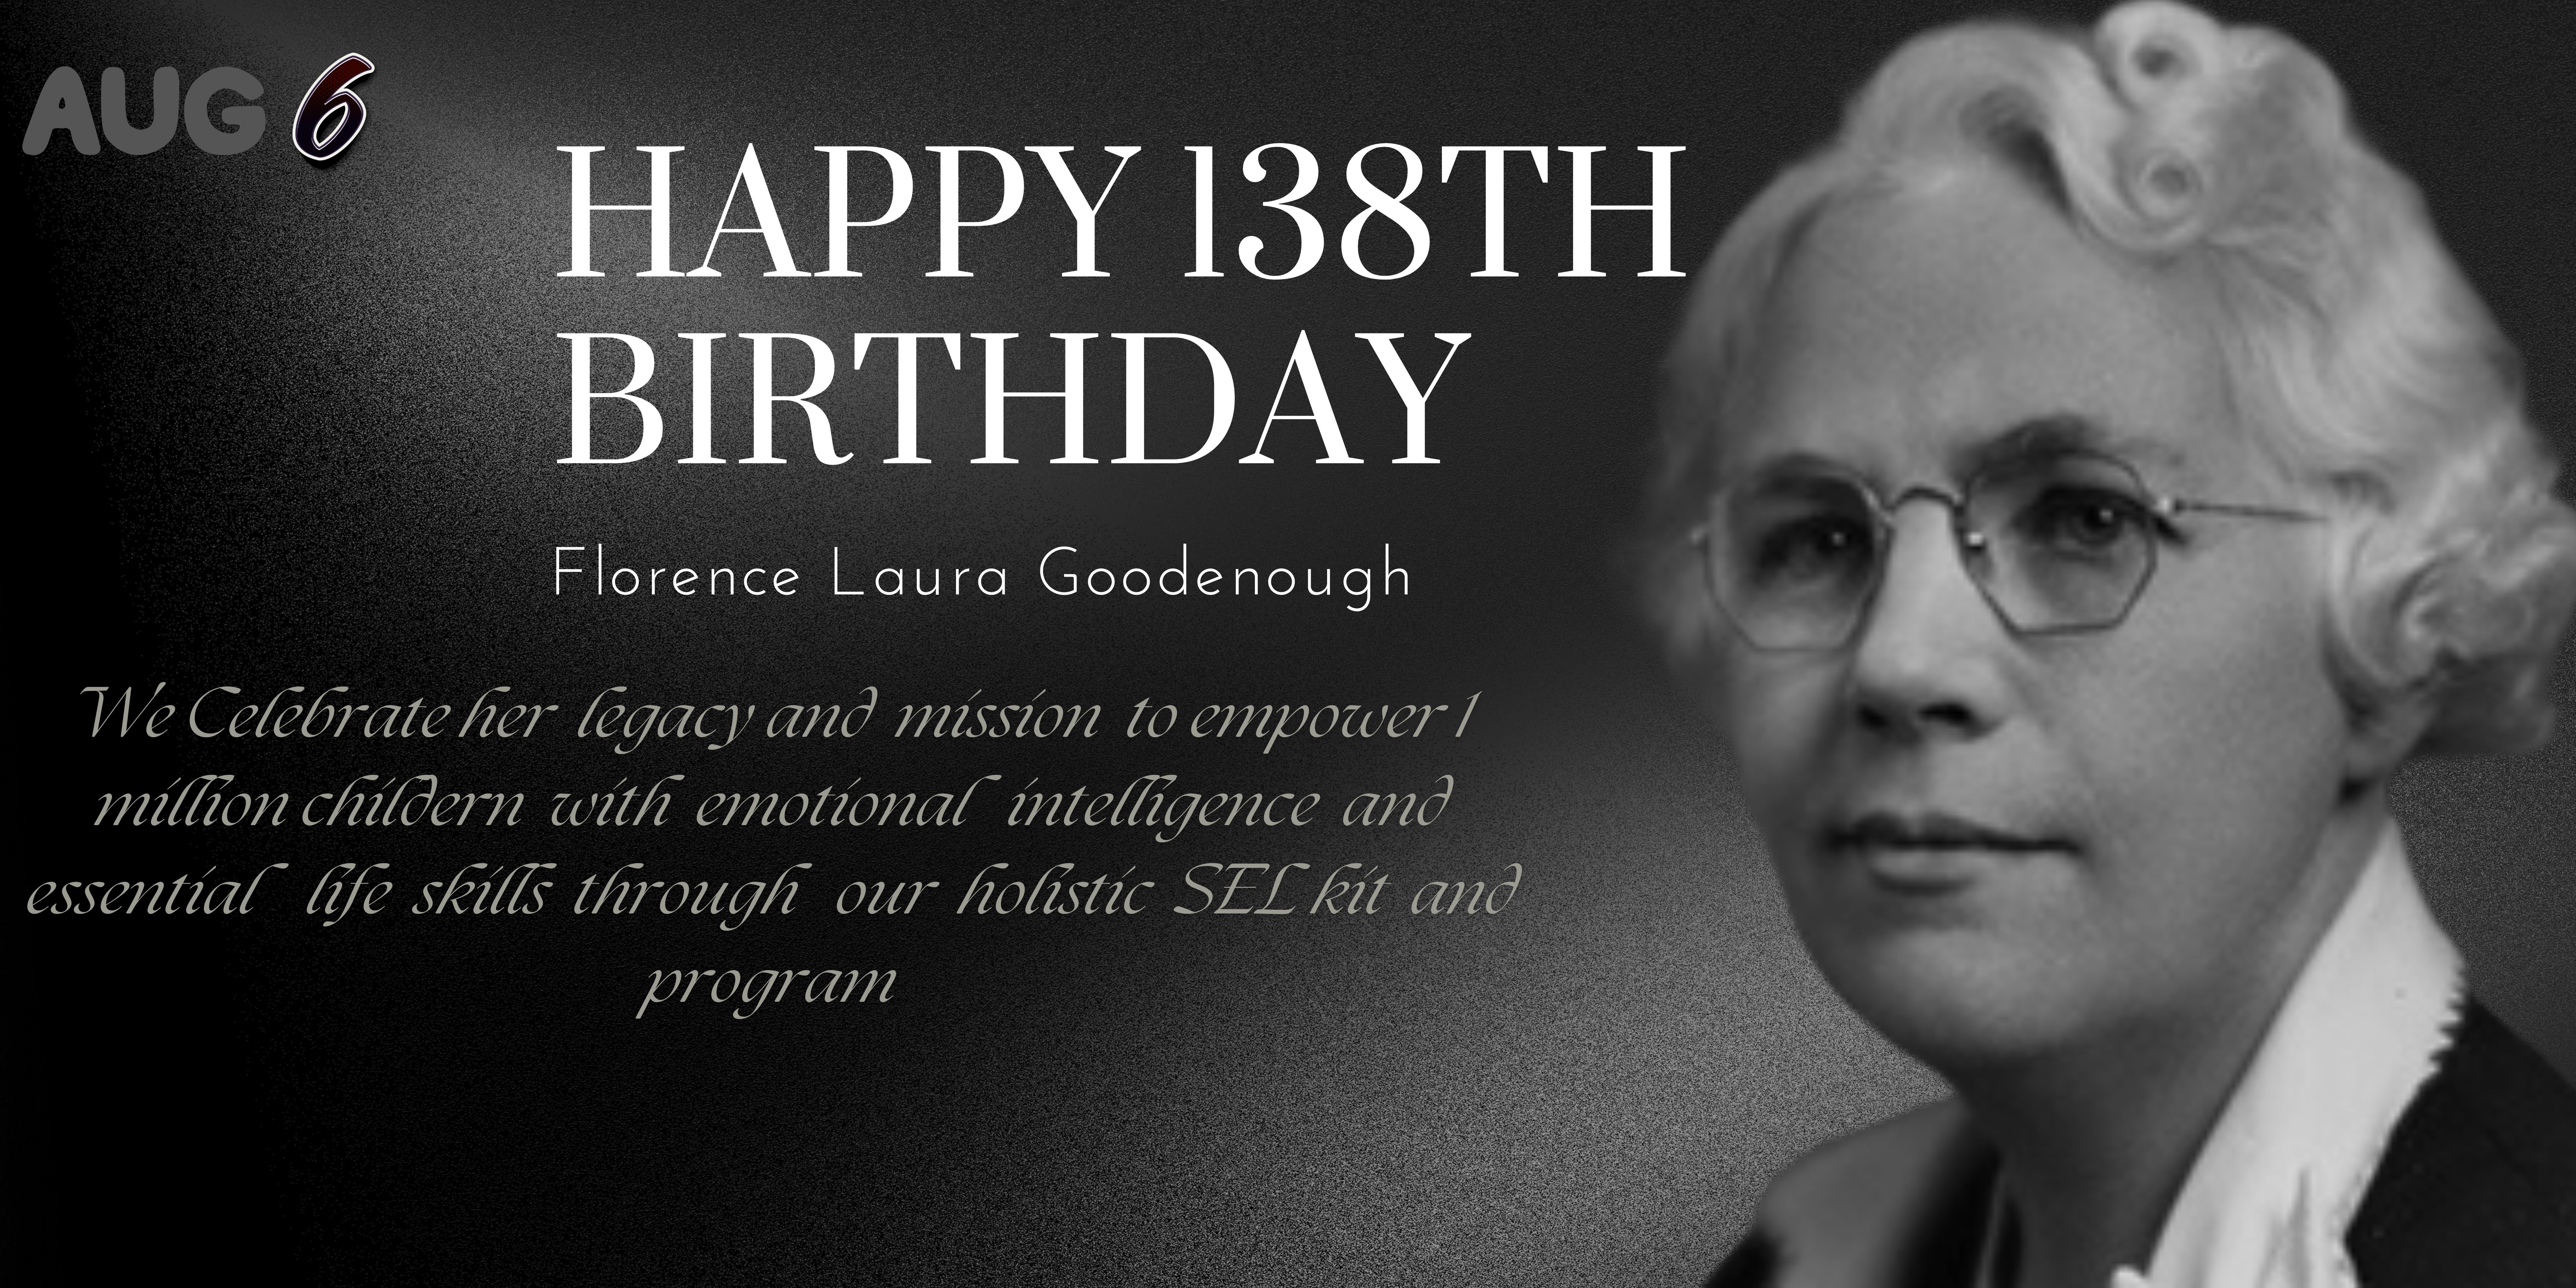 AUG 6
HAPPY 138TH
BIRTHDAY
Florence Laura Goodenough
We Celebrate her legacy and mission to empower 1
million childern with emotional intelligence and
essential life skills through our holistic SEL kit and
program